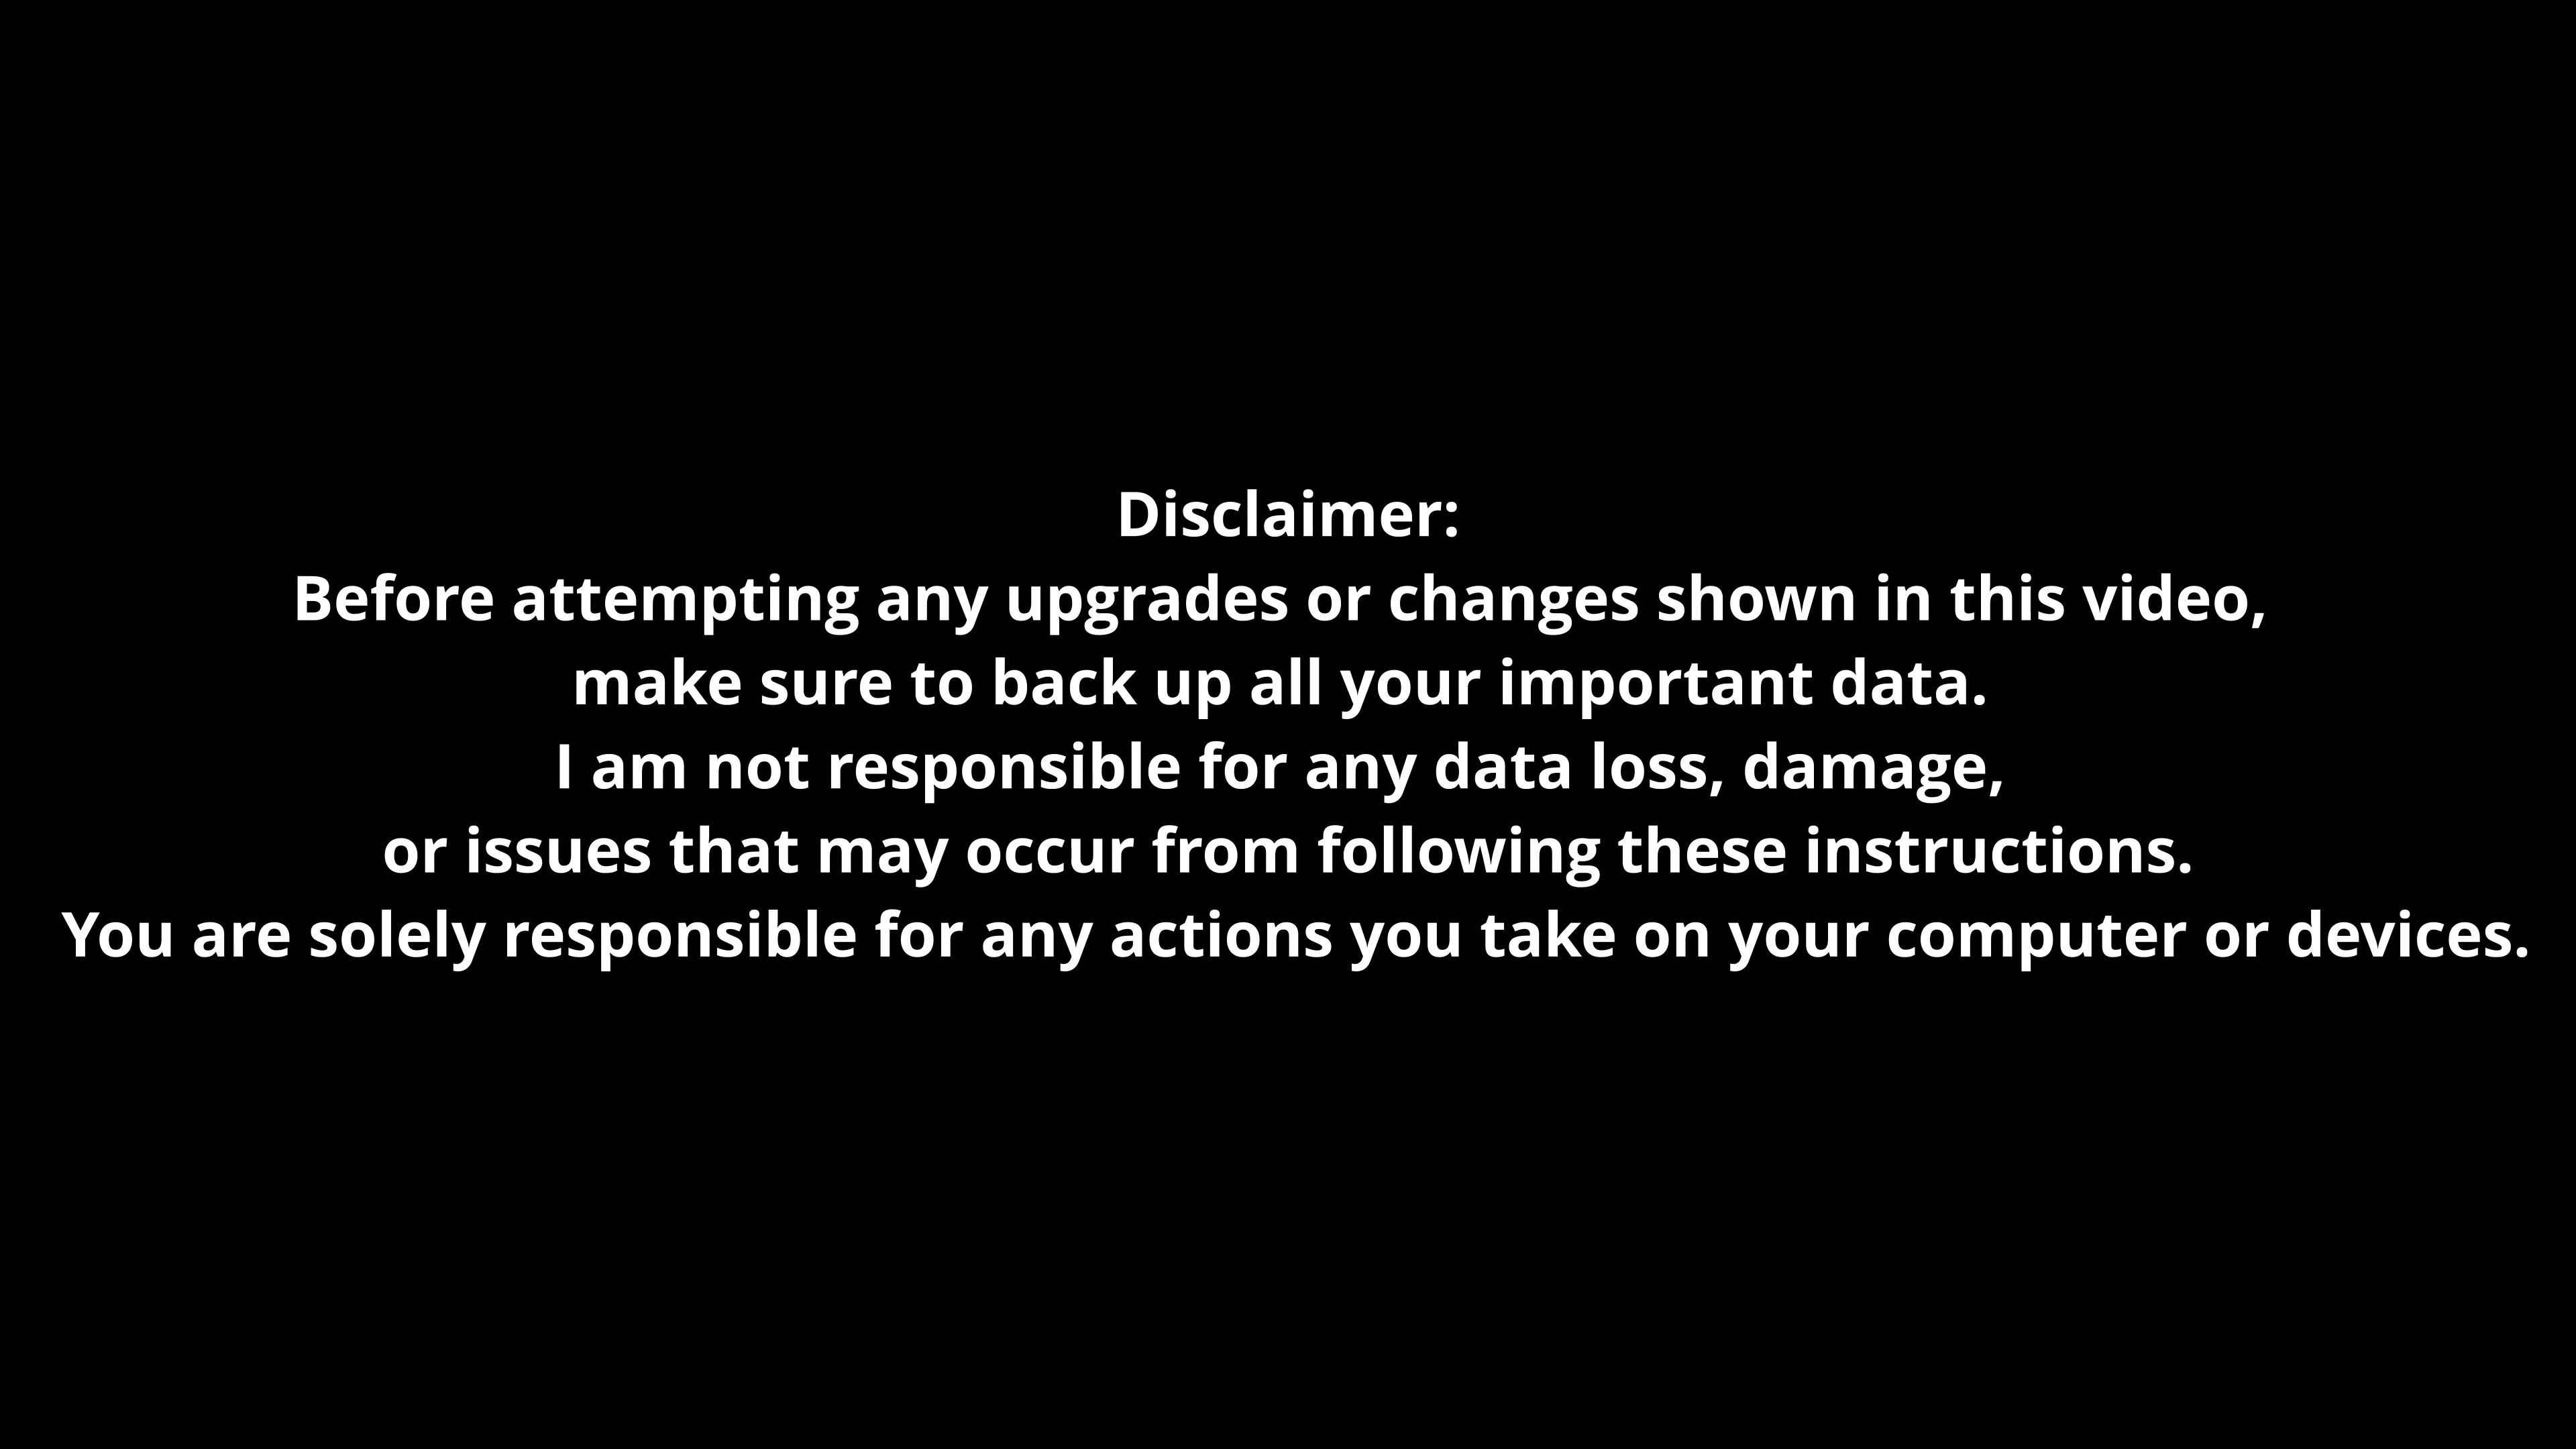 Disclaimer:
Before attempting any upgrades or changes shown in this video,
make sure to back up all your important data.
I am not responsible for any data loss, damage,
or issues that may occur from following these instructions.
You are solely responsible for any actions you take on your computer or devices.